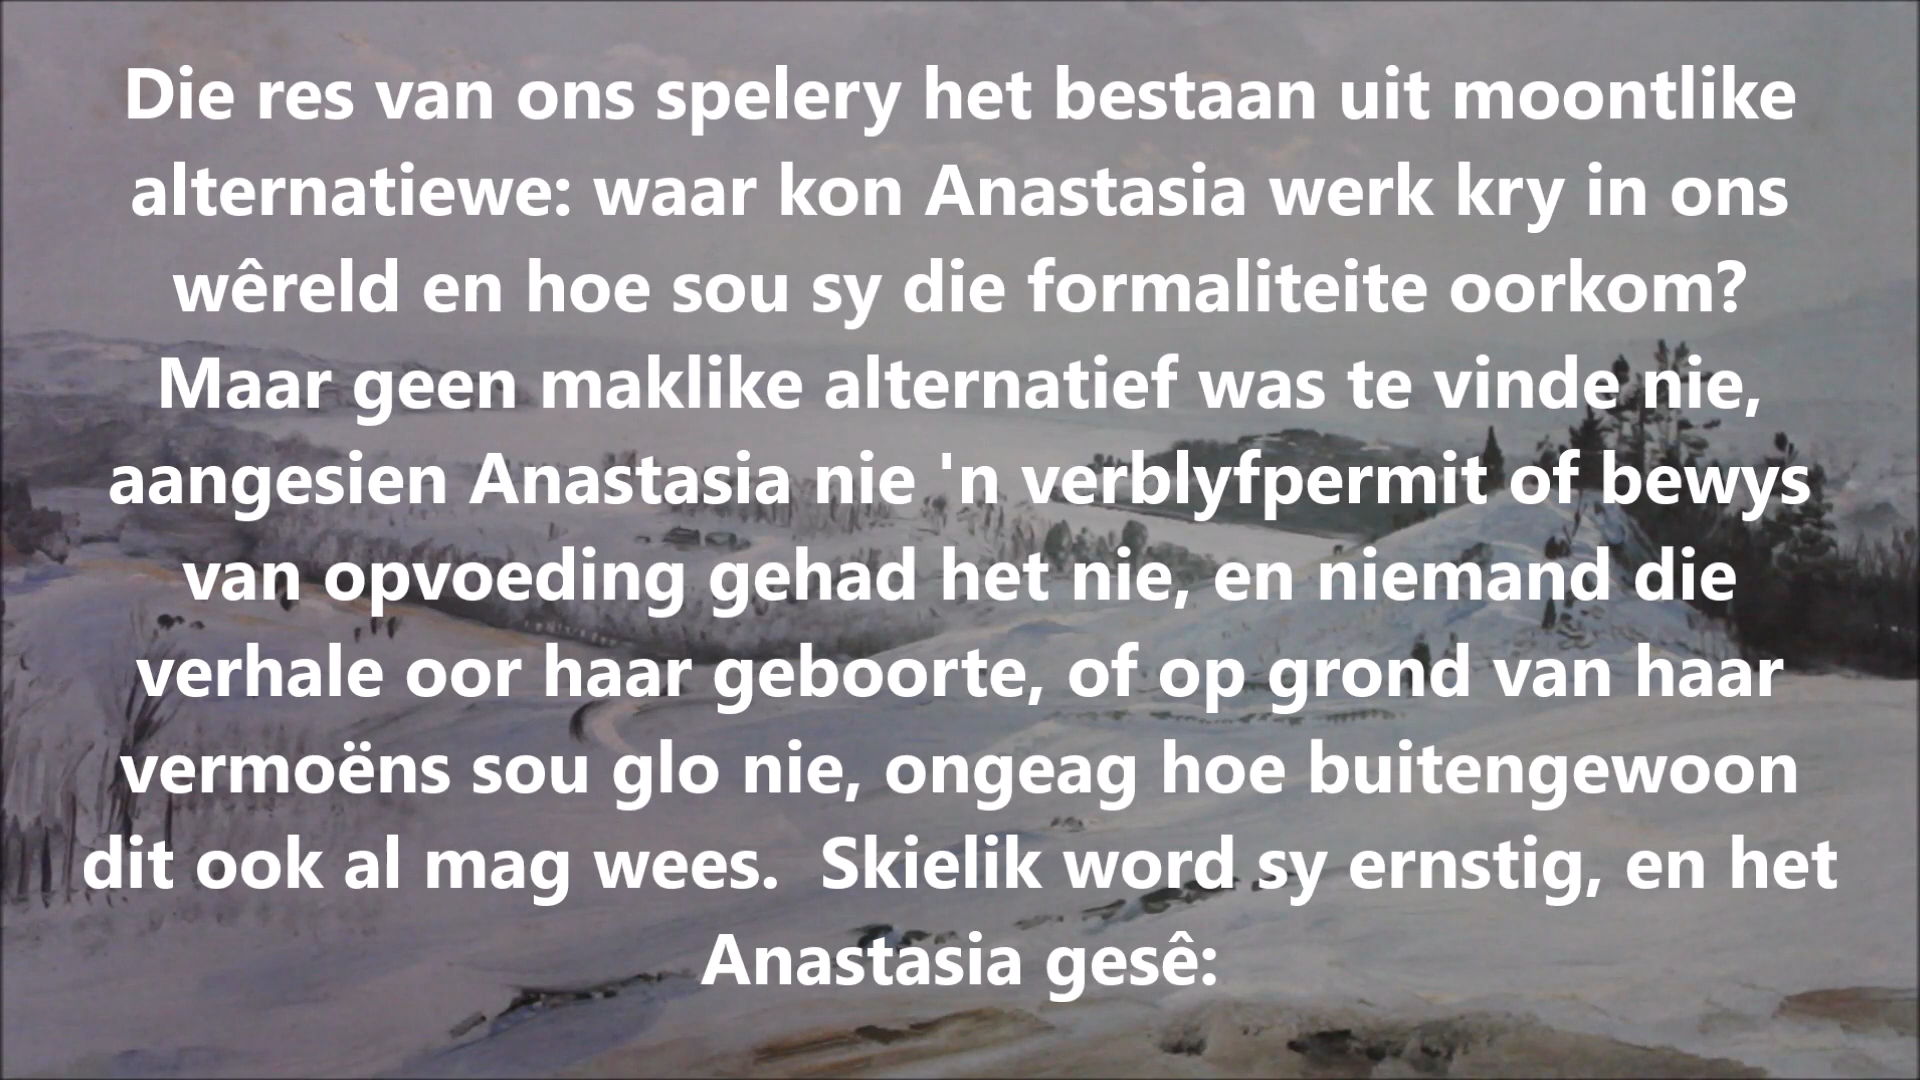 Die res van ons spelery het bestaan uit moontlike
alternatiewe: waar kon Anastasia werk kry in ons
wêreld en hoe sou sy die formaliteite oorkom?
Maar geen maklike alternatief was te vinde nie,
aangesien Anastasia nie 'n verblyfpermit of bewys
van opvoeding gehad het nie, en niemand die
verhale oor haar geboorte, of op grond van haar
vermoëns sou glo nie, ongeag hoe buitengewoon
dit ook al mag wees.  Skielik word sy ernstig, en het
Anastasia gesê: